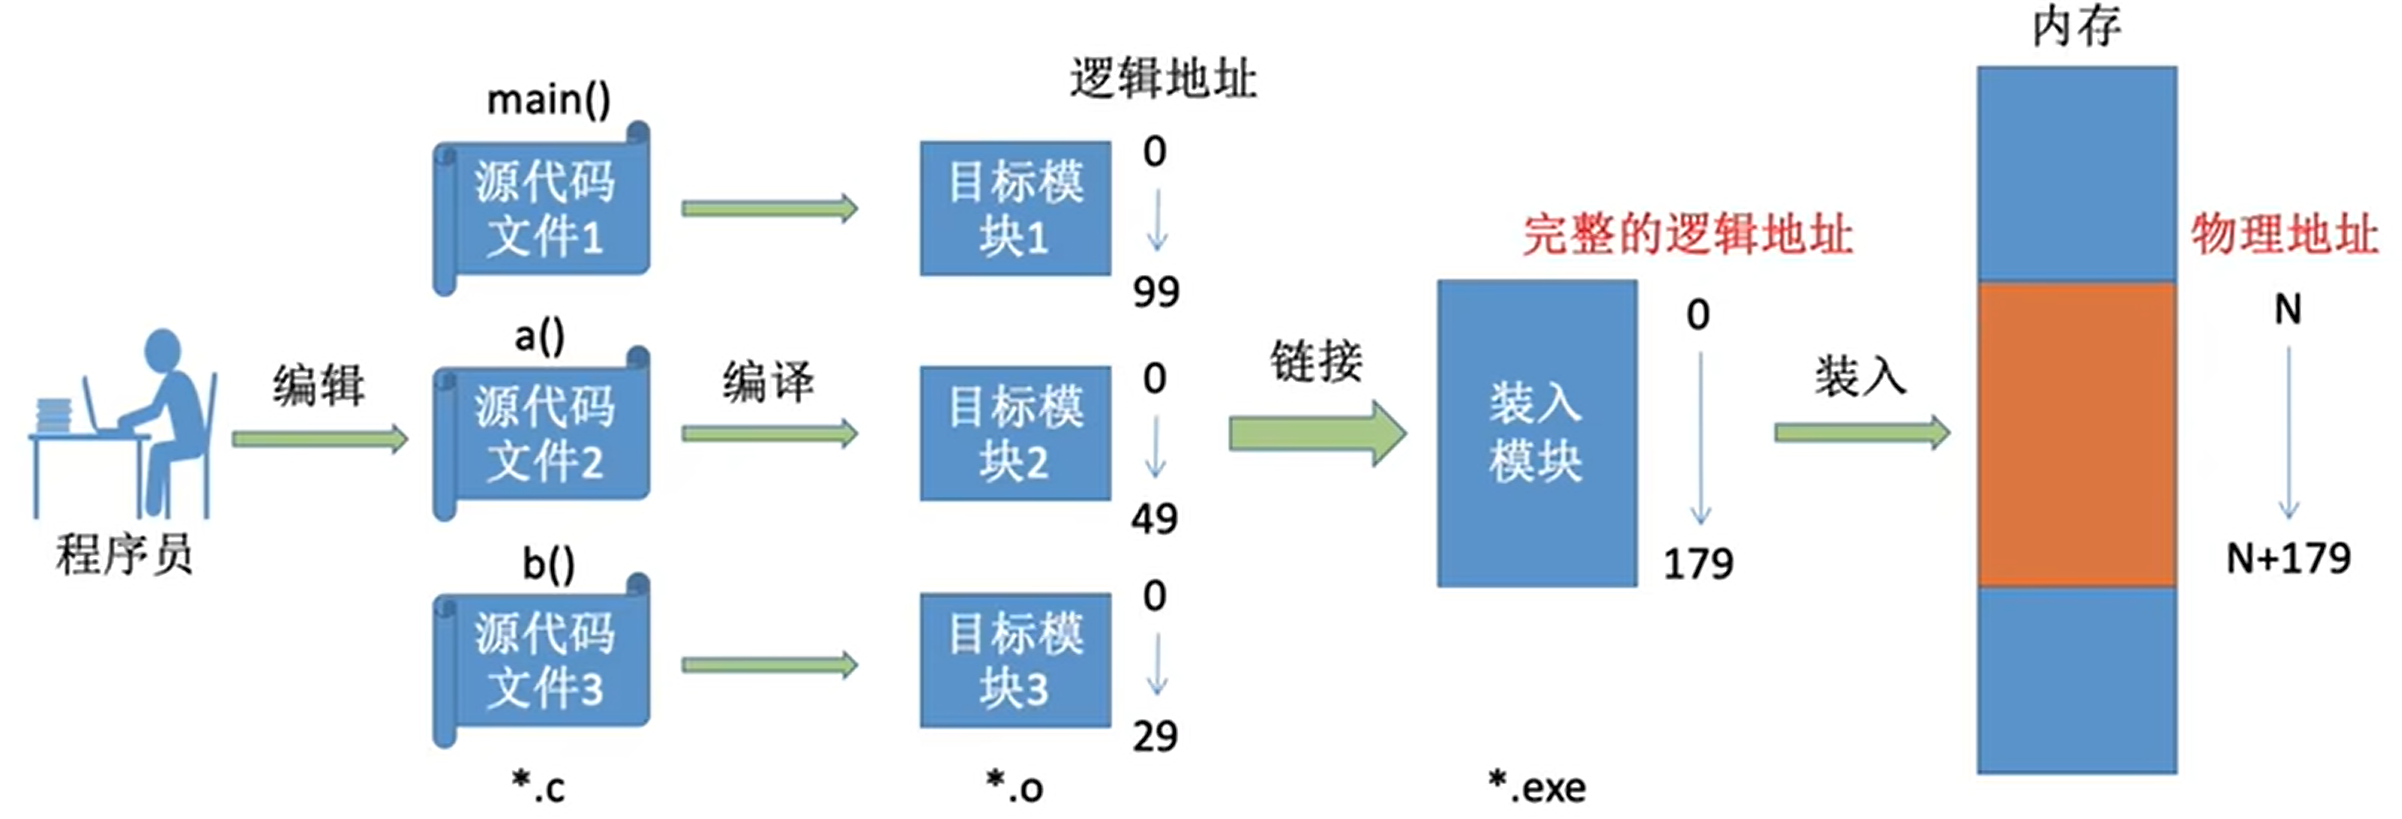 内存
逻辑地址
main()
源代码
文件1
目标模
块1
0
99
完整的逻辑地址
物理地址
a()
编辑
源代码
文件2
编译
目标模
块2
0
49
链接
装入
模块
0
179
装入
N
N+179
程序员
b()
源代码
文件3
目标模
块3
0
29
*.c
*.o
*.exe